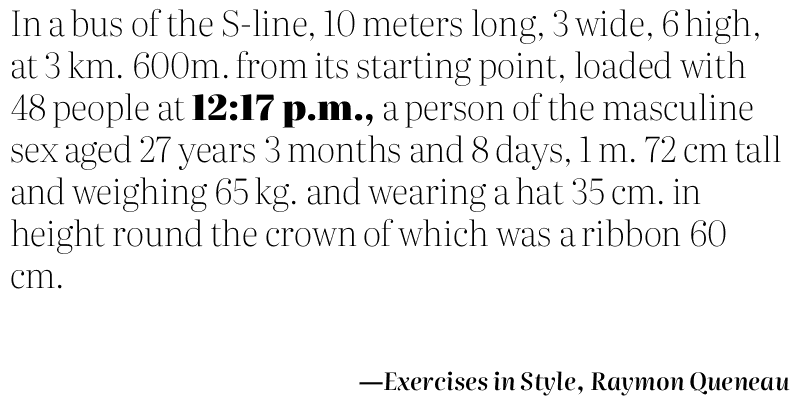 In a bus of the S-line, 10 meters long, 3 wide, 6 high,
at 3 km. 600m. from its starting point, loaded with
48 people at 12:17 p.m., a person of the masculine
sex aged 27 years 3 months and 8 days, 1 m. 72 cm tall
and weighing 65 kg. and wearing a hat 35 cm. in
height round the crown of which was a ribbon 60
cm.
—Exercises in Style, Raymon Queneau